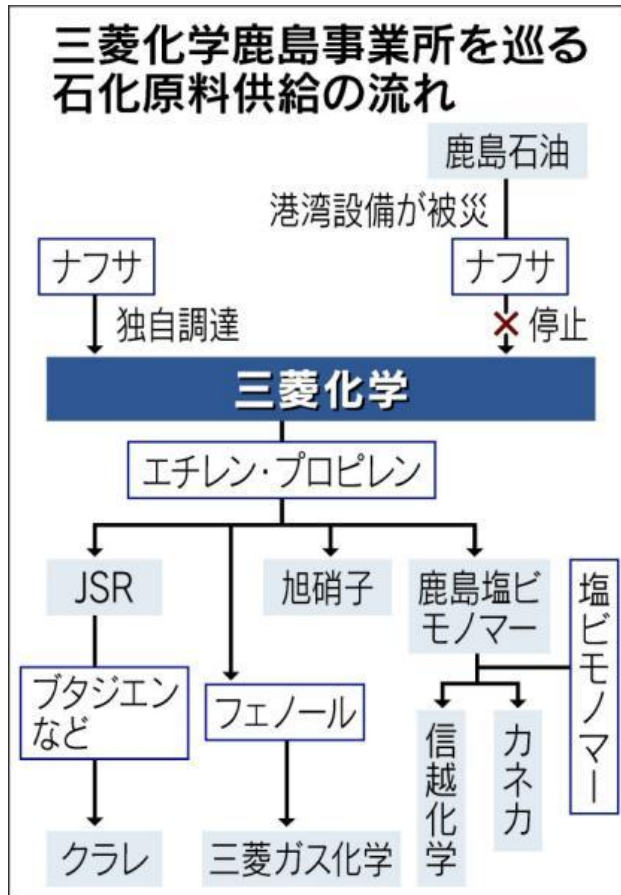 三菱化学鹿島事業所を巡る
石化原料供給の流れ
鹿島石油
港湾設備が被災
ナフサ
ナフサ
独自調達
停止
三菱化学
エチレン・プロピレン
JSR
旭硝子
鹿島塩ビ
モノマー
塩ビモノマー
ブタジエン
など
フェノール
信越化学
カネカ
クラレ
三菱ガス化学